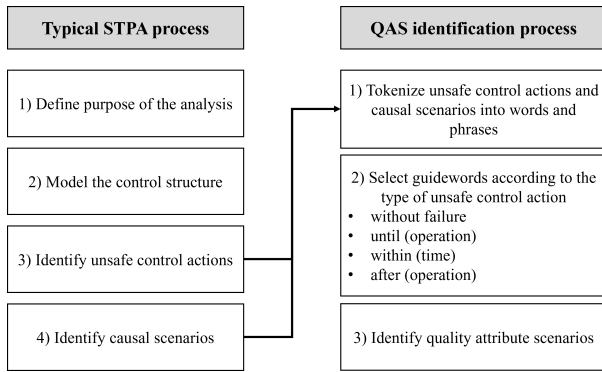 Typical STPA process
1) Define purpose of the analysis
2) Model the control structure
3) Identify unsafe control actions
4) Identify causal scenarios
QAS identification process
1) Tokenize unsafe control actions and
causal scenarios into words and
phrases
2) Select guidewords according to the
type of unsafe control action
• without failure
• until (operation)
• within (time)
• after (operation)
3) Identify quality attribute scenarios